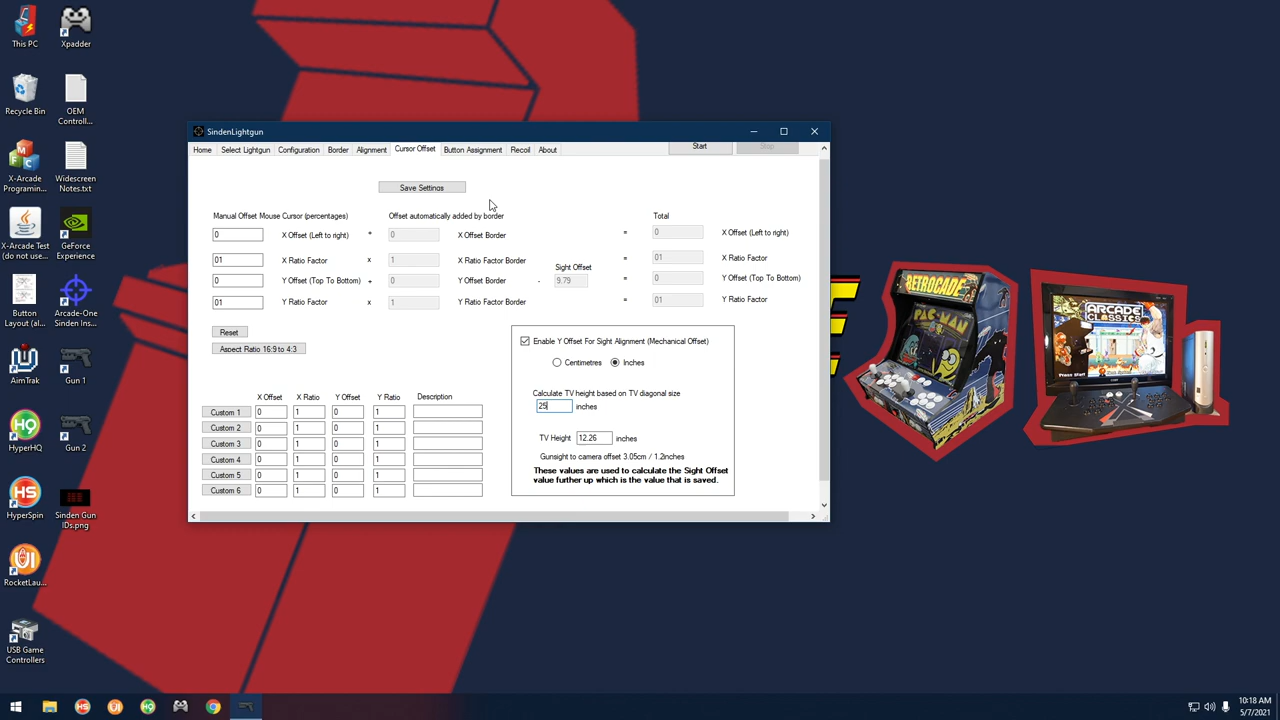 This PC
Xpadder
Recycle Bin
OEM
Controll...
X-Arcade
Programin...
Widescreen
Notes.txt
X-Arcade Test
(do not use...
GeForce
Experience
Button
Layout (al...
Arcade-One
Sinden Ins...
AimTrak
Gun 1
HyperHQ
Gun 2
HyperSpin
Sinden Gun
IDs.png
RocketLau...
USB Game
Controllers
SindenLightgun
Home Select Lightgun Configuration Border Alignment Cursor Offset Button Assignment Recoil About Start Stop
Save Settings
Manual Offset Mouse Cursor (percentages) Offset automatically added by border Total
0 X Offset (Left to right) + 0 X Offset Border = 0 X Offset (Left to right)
01 X Ratio Factor x 1 X Ratio Factor Border = 01 X Ratio Factor
Sight Offset
0 Y Offset (Top To Bottom) + 0 Y Offset Border - 9.79 = 0 Y Offset (Top To Bottom)
01 Y Ratio Factor x 1 Y Ratio Factor Border = 01 Y Ratio Factor
Reset
Aspect Ratio 16:9 to 4:3
Enable Y Offset For Sight Alignment (Mechanical Offset)
Centimetres Inches
Calculate TV height based on TV diagonal size
25 inches
TV Height 12.26 inches
Gunsight to camera offset 3.05cm / 1.2inches
These values are used to calculate the Sight Offset
value further up which is the value that is saved.
X Offset X Ratio Y Offset Y Ratio Description
Custom 1 0 1 0 1
Custom 2 0 1 0 1
Custom 3 0 1 0 1
Custom 4 0 1 0 1
Custom 5 0 1 0 1
Custom 6 0 1 0 1
RETROCADE
PAC-MAN
ARCADE
CLASSICS
10:18 AM
5/7/2021